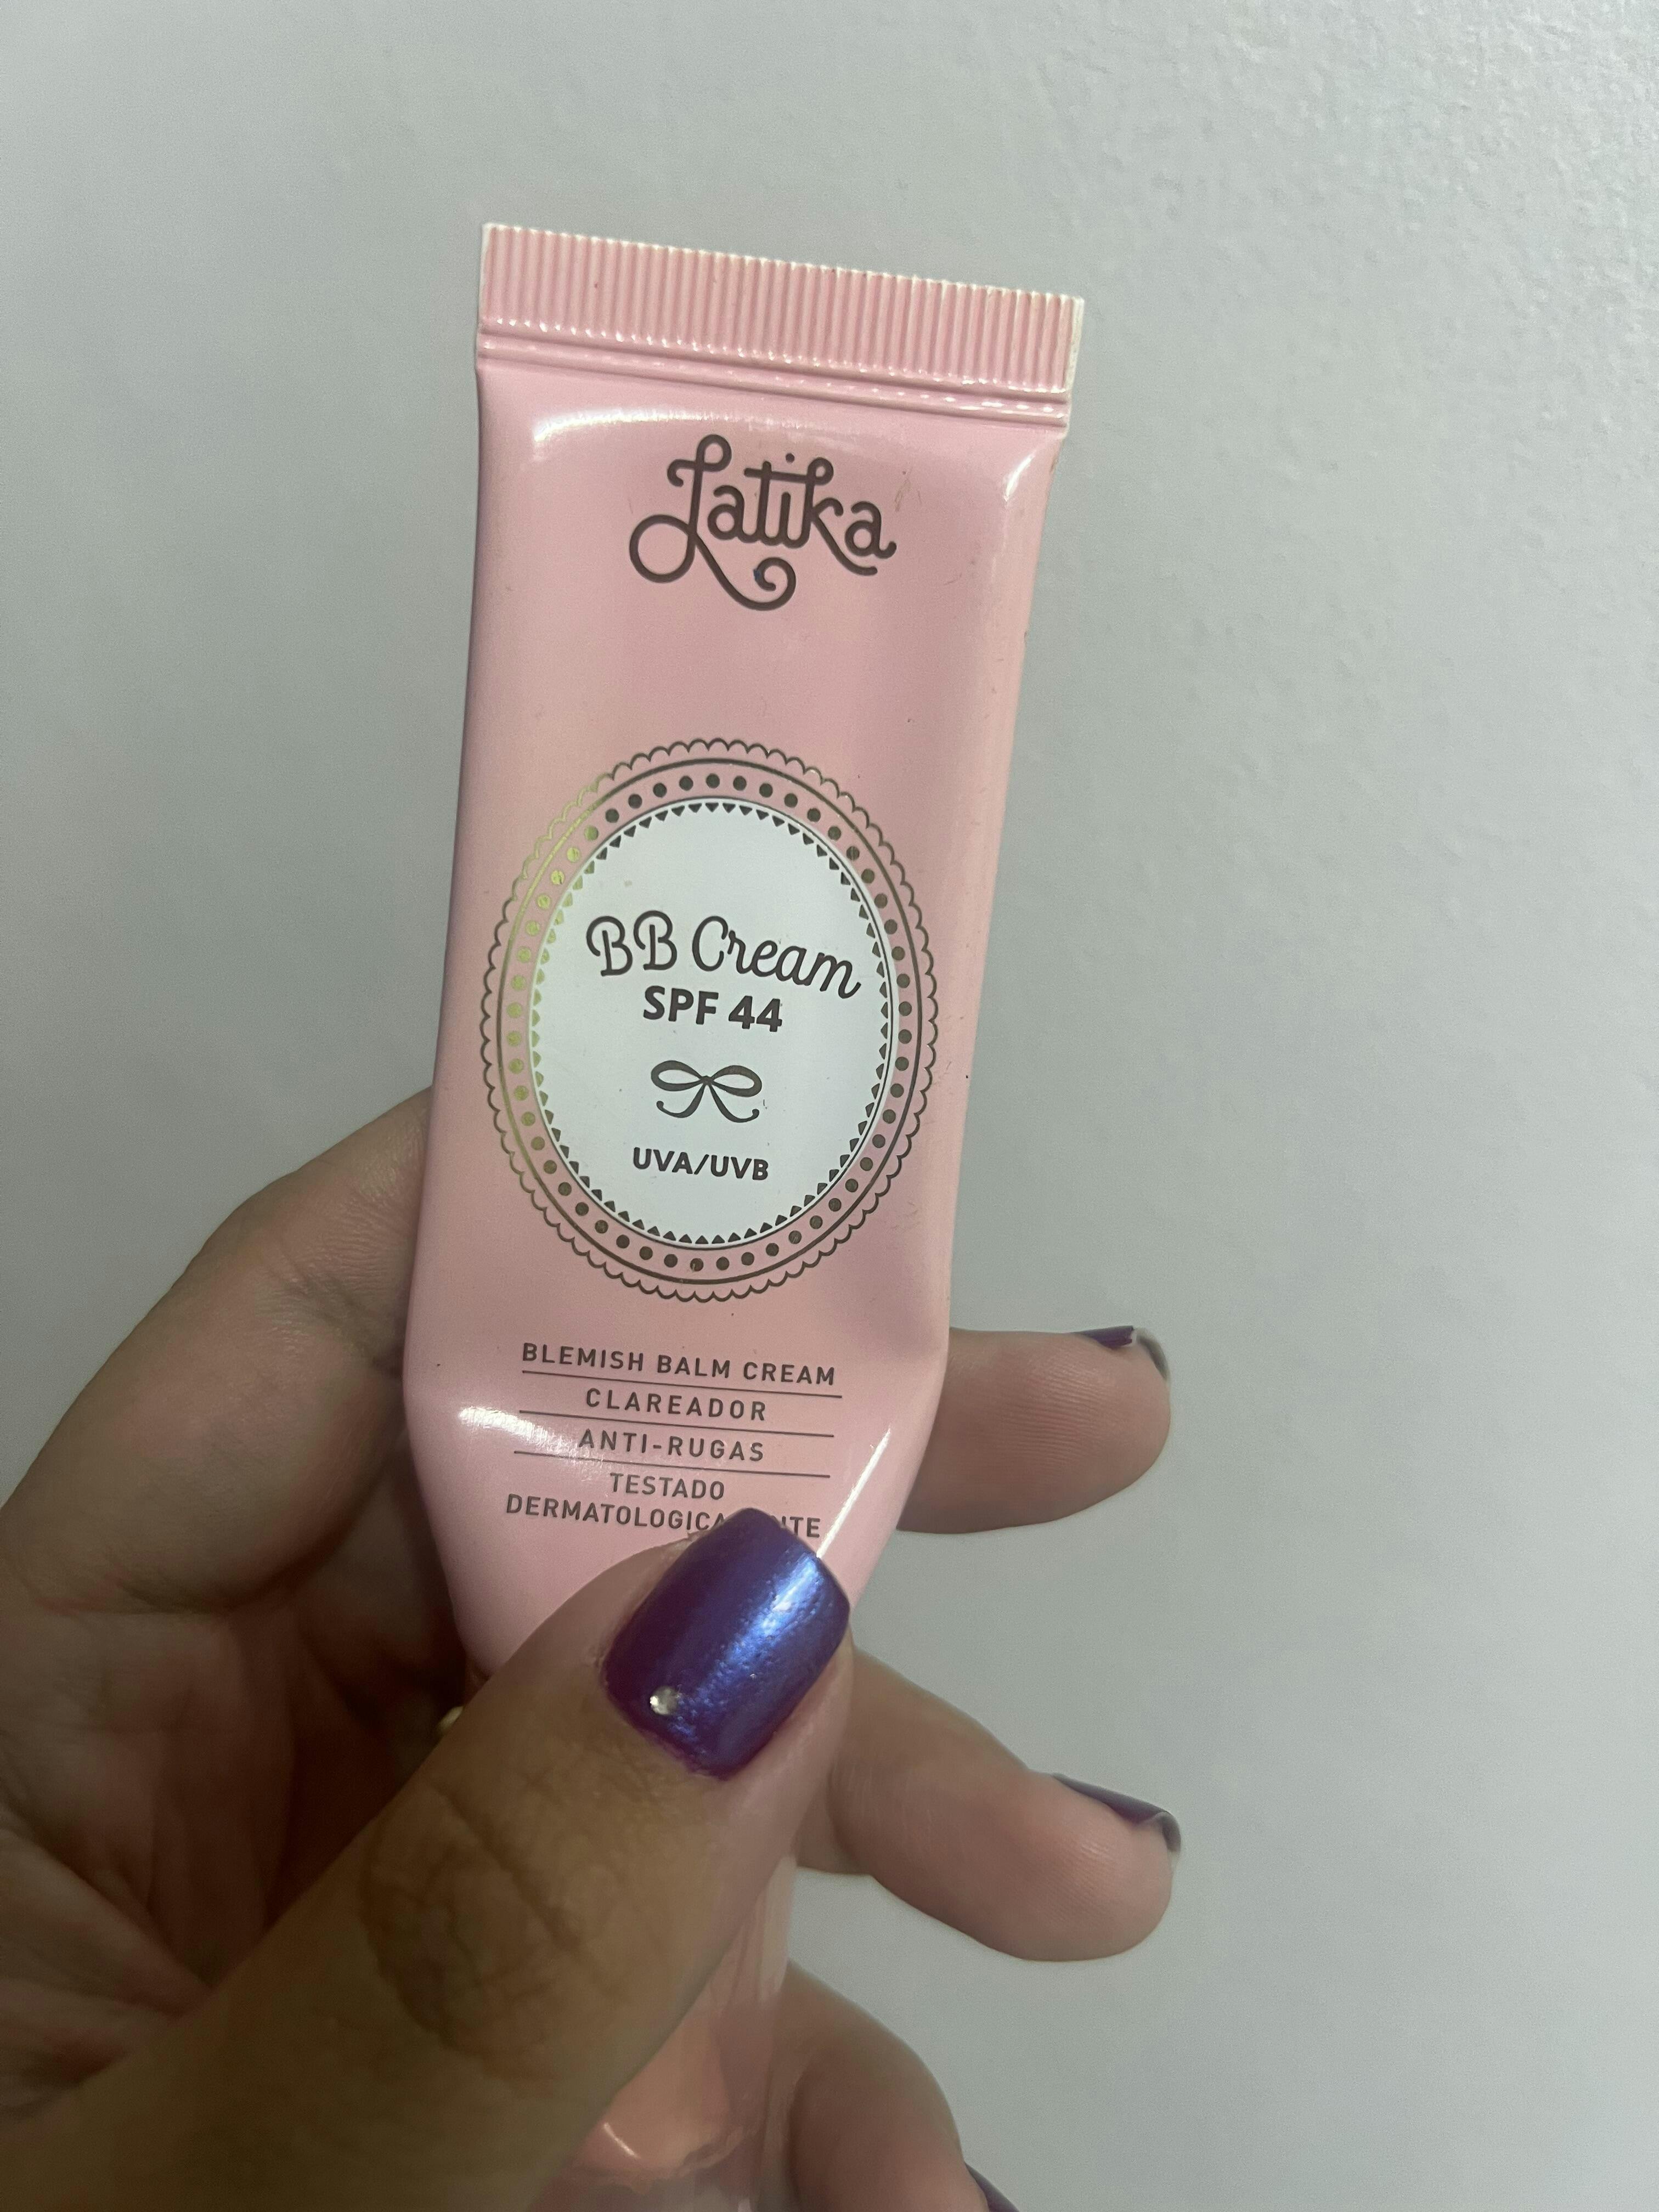 Latika
BB Cream
SPF 44
UVA/UVB
BLEMISH BALM CREAM
CLAREADOR
ANTI-RUGAS
TESTADO